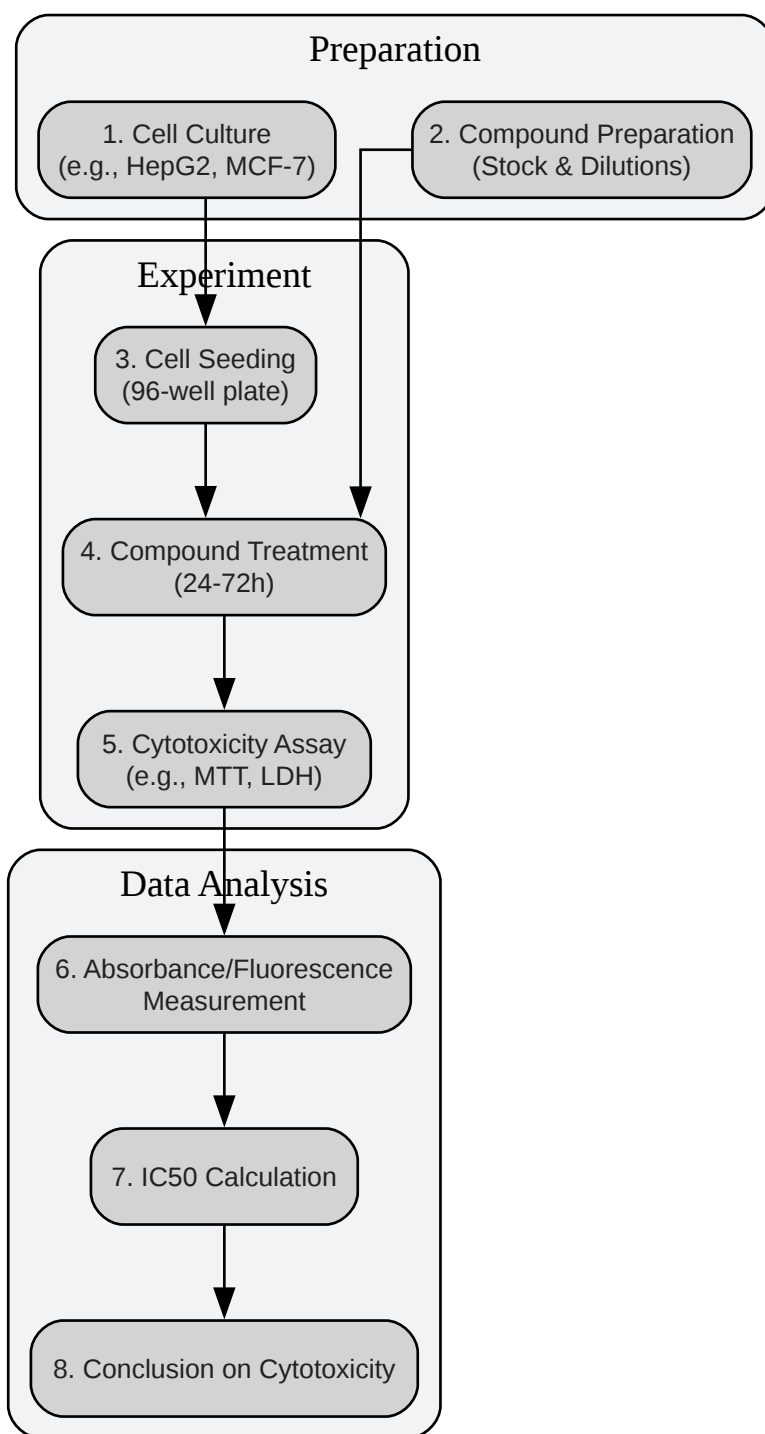 Preparation
1. Cell Culture
(e.g., HepG2, MCF-7)
2. Compound Preparation
(Stock & Dilutions)
Experiment
3. Cell Seeding
(96-well plate)
4. Compound Treatment
(24-72h)
5. Cytotoxicity Assay
(e.g., MTT, LDH)
Data Analysis
6. Absorbance/Fluorescence
Measurement
7. IC50 Calculation
8. Conclusion on Cytotoxicity